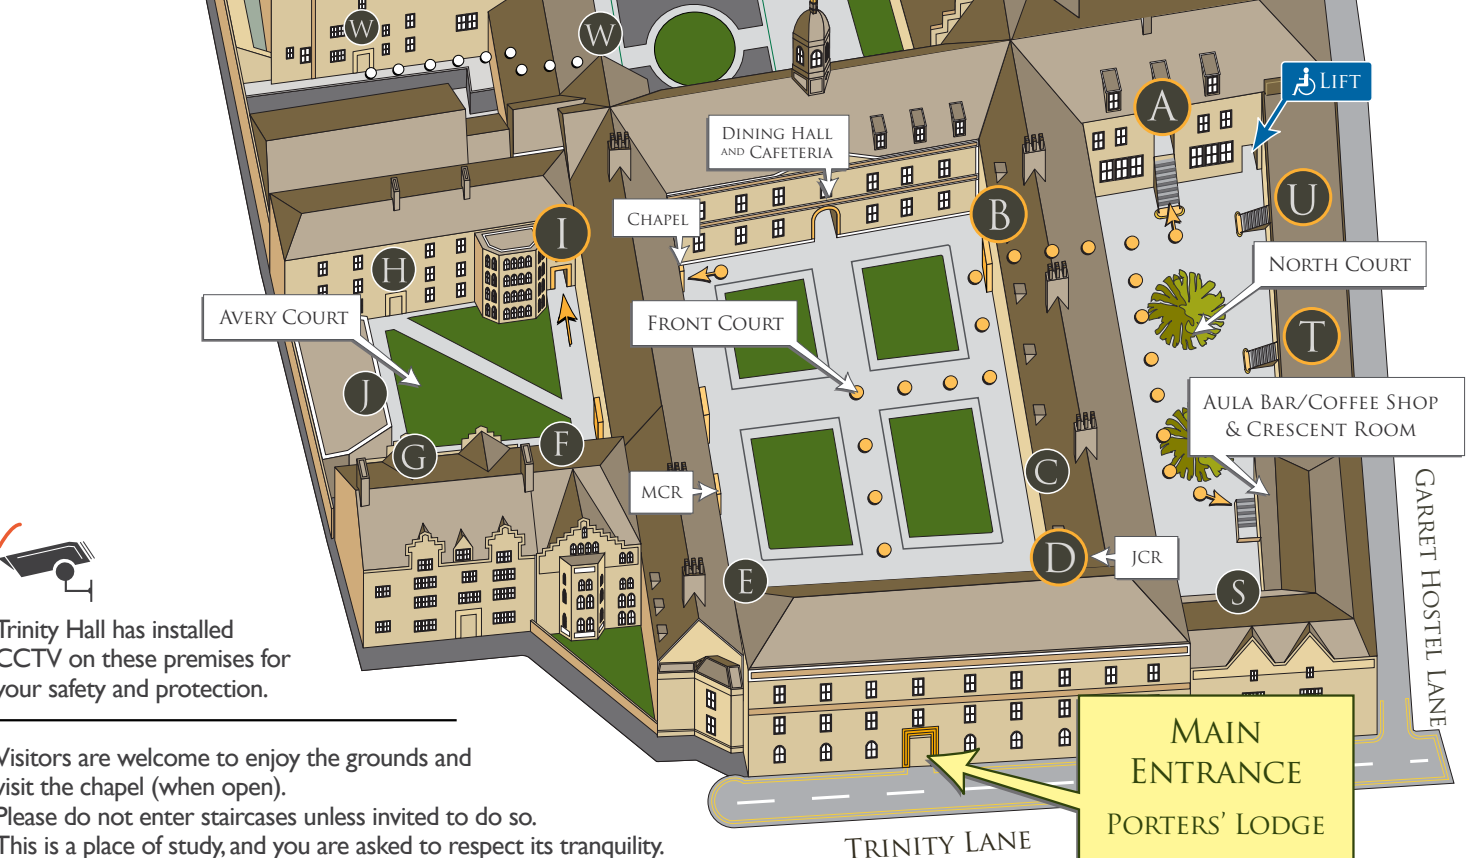 W
W
A
LIFT
DINING HALL
AND CAFETERIA
U
B
CHAPEL
I
H
NORTH COURT
AVERY COURT
FRONT COURT
T
J
AULA BAR/COFFEE SHOP
& CRESCENT ROOM
G
F
C
MCR
D
JCR
E
S
GARRET HOSTEL LANE
Trinity Hall has installed
CCTV on these premises for
your safety and protection.
Visitors are welcome to enjoy the grounds and
visit the chapel (when open).
Please do not enter staircases unless invited to do so.
This is a place of study, and you are asked to respect its tranquility.
MAIN
ENTRANCE
PORTERS' LODGE
TRINITY LANE